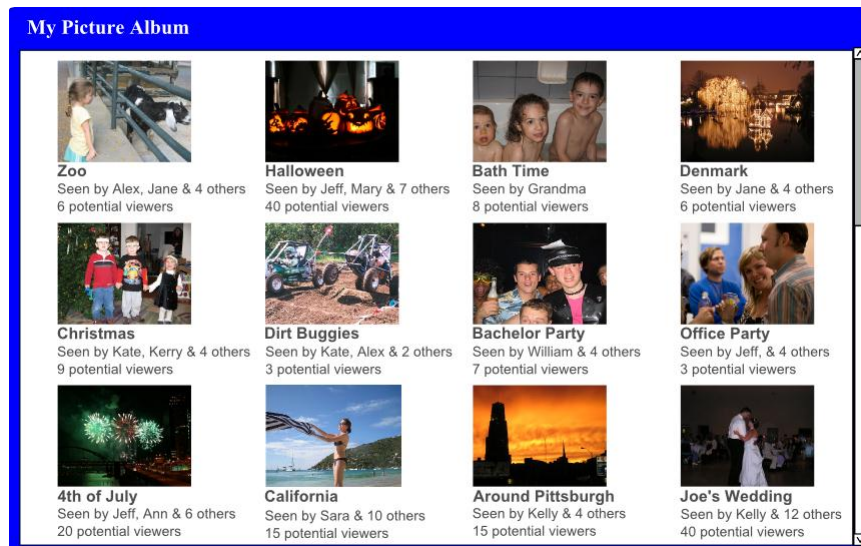 My Picture Album
Zoo
Seen by Alex, Jane & 4 others
6 potential viewers
Halloween
Seen by Jeff, Mary & 7 others
40 potential viewers
Bath Time
Seen by Grandma
8 potential viewers
Denmark
Seen by Jane & 4 others
6 potential viewers
Christmas
Seen by Kate, Kerry & 4 others
9 potential viewers
Dirt Buggies
Seen by Kate, Alex & 2 others
3 potential viewers
Bachelor Party
Seen by William & 4 others
7 potential viewers
Office Party
Seen by Jeff, & 4 others
3 potential viewers
4th of July
Seen by Jeff, Ann & 6 others
20 potential viewers
California
Seen by Sara & 10 others
15 potential viewers
Around Pittsburgh
Seen by Kelly & 4 others
15 potential viewers
Joe's Wedding
Seen by Kelly & 12 others
40 potential viewers